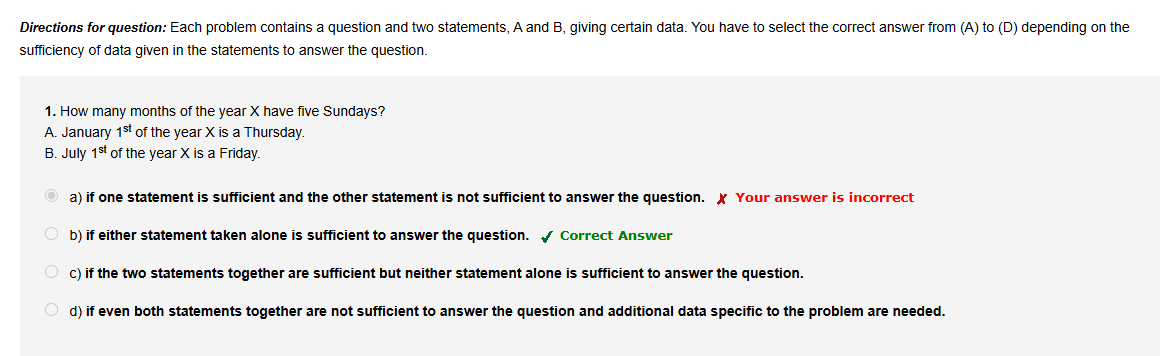 Directions for question: Each problem contains a question and two statements, A and B, giving certain data. You have to select the correct answer from (A) to (D) depending on the
sufficiency of data given in the statements to answer the question.
1. How many months of the year X have five Sundays?
A. January 1st of the year X is a Thursday.
B. July 1st of the year X is a Friday.
a) if one statement is sufficient and the other statement is not sufficient to answer the question. ✗ Your answer is incorrect
b) if either statement taken alone is sufficient to answer the question. ✓ Correct Answer
c) if the two statements together are sufficient but neither statement alone is sufficient to answer the question.
d) if even both statements together are not sufficient to answer the question and additional data specific to the problem are needed.